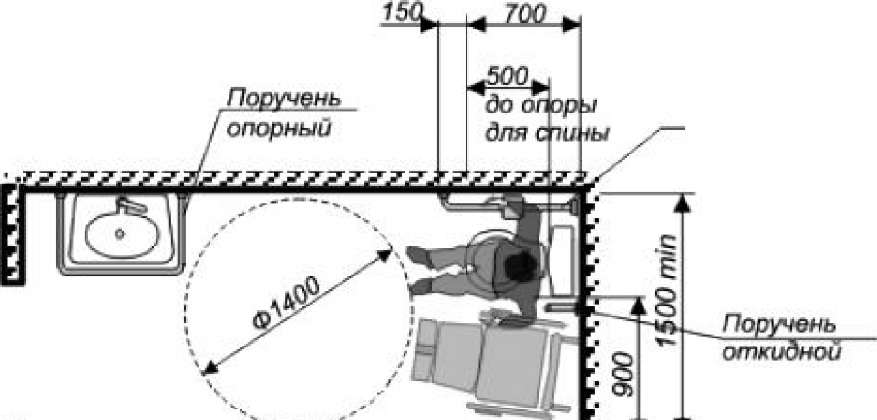 150
700
500
до опоры
для спины
Поручень
опорный
Ф1400
1500 min
900
Поручень
откидной